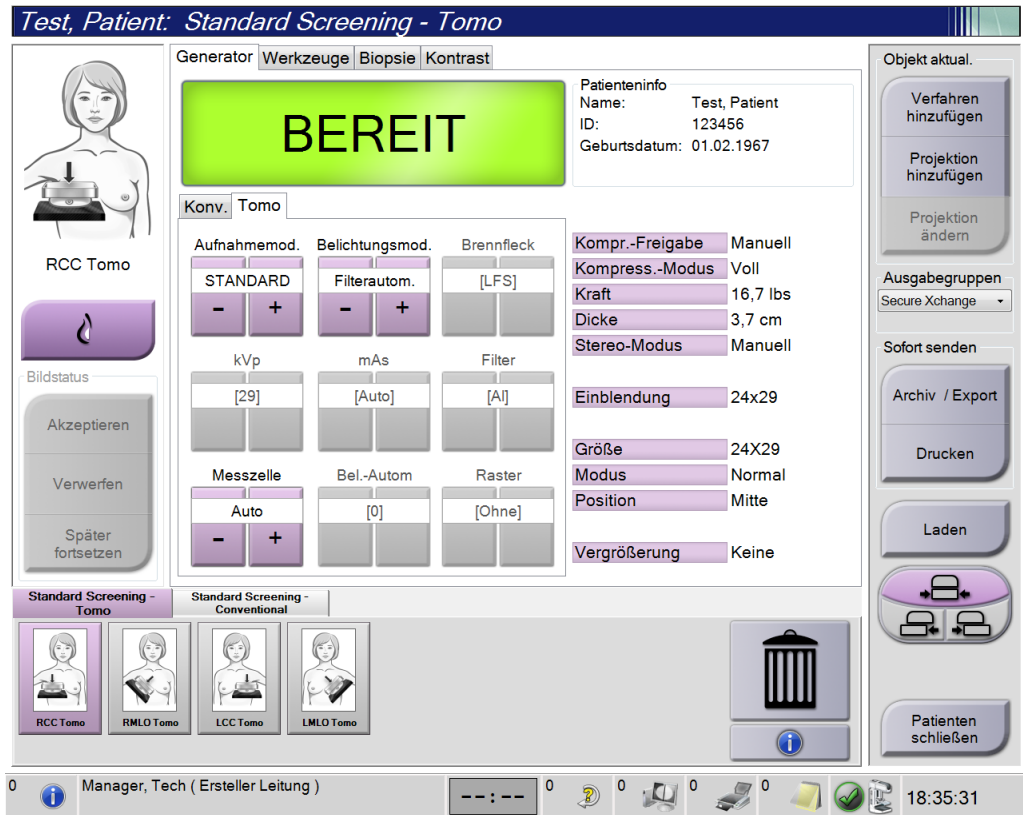 Test, Patient: Standard Screening - Tomo
Generator Werkzeuge Biopsie Kontrast
BEREIT
Patienteninfo
Name: Test, Patient
ID: 123456
Geburtsdatum: 01.02.1967
RCC Tomo
Bildstatus
Akzeptieren
Verwerfen
Später
fortsetzen
Konv. Tomo
Aufnahmemod. Belichtungsmod. Brennfleck
STANDARD Filterautom. [LFS]
- + - +
kVp mAs Filter
[29] [Auto] [Al]
Messzelle Bel.-Autom Raster
Auto [0] [Ohne]
- +
Kompr.-Freigabe Manuell
Kompress.-Modus Voll
Kraft 16,7 lbs
Dicke 3,7 cm
Stereo-Modus Manuell
Einblendung 24x29
Größe 24X29
Modus Normal
Position Mitte
Vergrößerung Keine
Objekt aktual.
Verfahren
hinzufügen
Projektion
hinzufügen
Projektion
ändern
Ausgabegruppen
Secure Xchange
Sofort senden
Archiv / Export
Drucken
Laden
Patienten
schließen
Standard Screening -
Tomo
Standard Screening -
Conventional
RCC Tomo RMLO Tomo LCC Tomo LMLO Tomo
0 Manager, Tech ( Ersteller Leitung ) --:-- 0 0 0 0 18:35:31